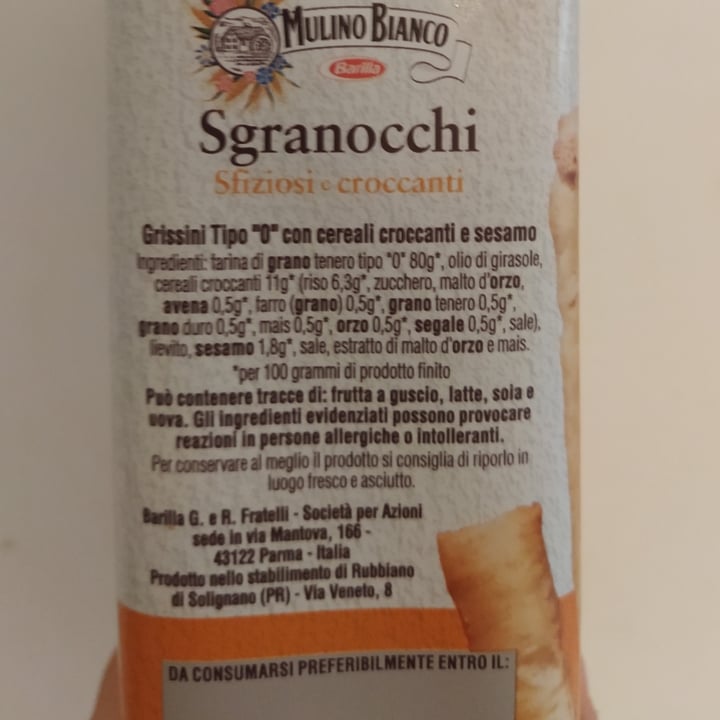 MULINO BIANCO
Barilla
Sgranocchi
Sfiziosi e croccanti
Grissini Tipo "0" con cereali croccanti e sesamo
Ingredienti: farina di grano tenero tipo "0" 80g*, olio di girasole,
cereali croccanti 11g* (riso 6,3g*, zucchero, malto d'orzo,
avena 0,5g*, farro (grano) 0,5g*, grano tenero 0,5g*,
grano duro 0,5g*, mais 0,5g*, orzo 0,5g*, segale 0,5g*, sale),
lievito, sesamo 1,8g*, sale, estratto di malto d'orzo e mais.
*per 100 grammi di prodotto finito
Può contenere tracce di: frutta a guscio, latte, soia e
uova. Gli ingredienti evidenziati possono provocare
reazioni in persone allergiche o intolleranti.
Per conservare al meglio il prodotto si consiglia di riporlo in
luogo fresco e asciutto.
Barilla G. e R. Fratelli - Società per Azioni
sede in via Mantova, 166 -
43122 Parma - Italia
Prodotto nello stabilimento di Rubbiano
di Solignano (PR) - Via Veneto, 8
DA CONSUMARSI PREFERIBILMENTE ENTRO IL: